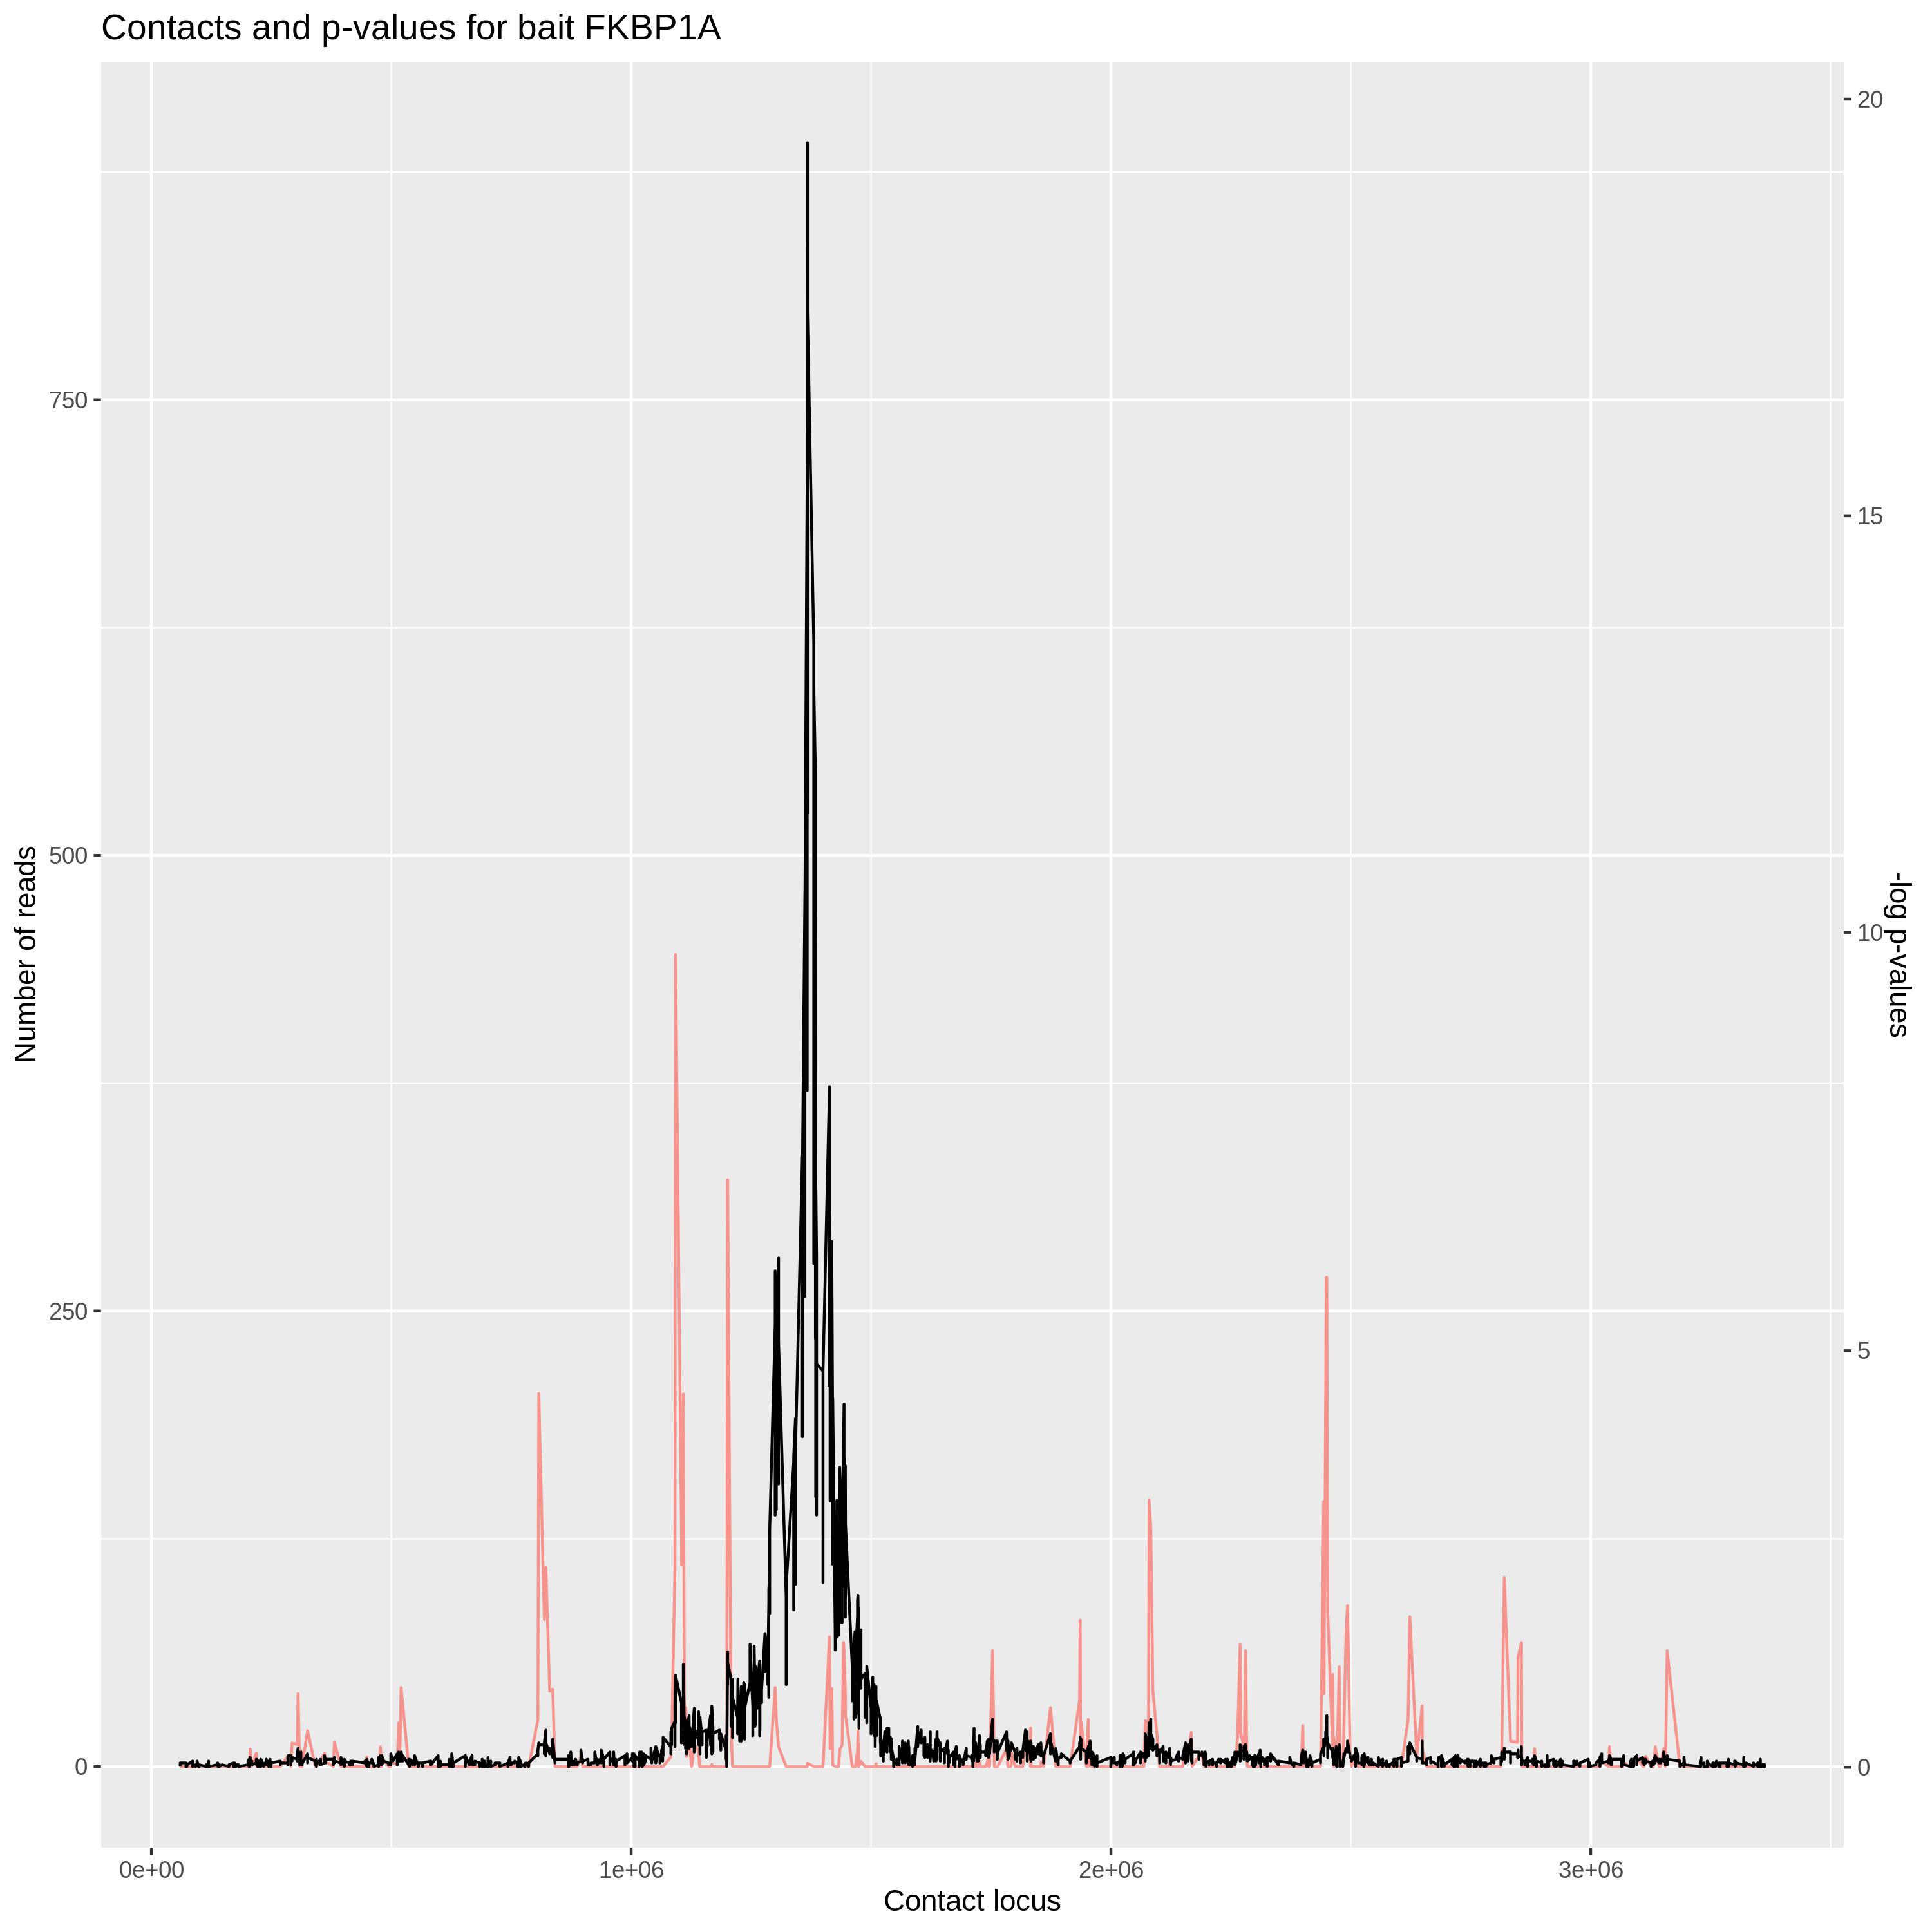 Contacts and p-values for bait FKBP1A
Number of reads
750
500
250
0
20
15
10
5
0
-log p-values
0e+00
1e+06
2e+06
3e+06
Contact locus